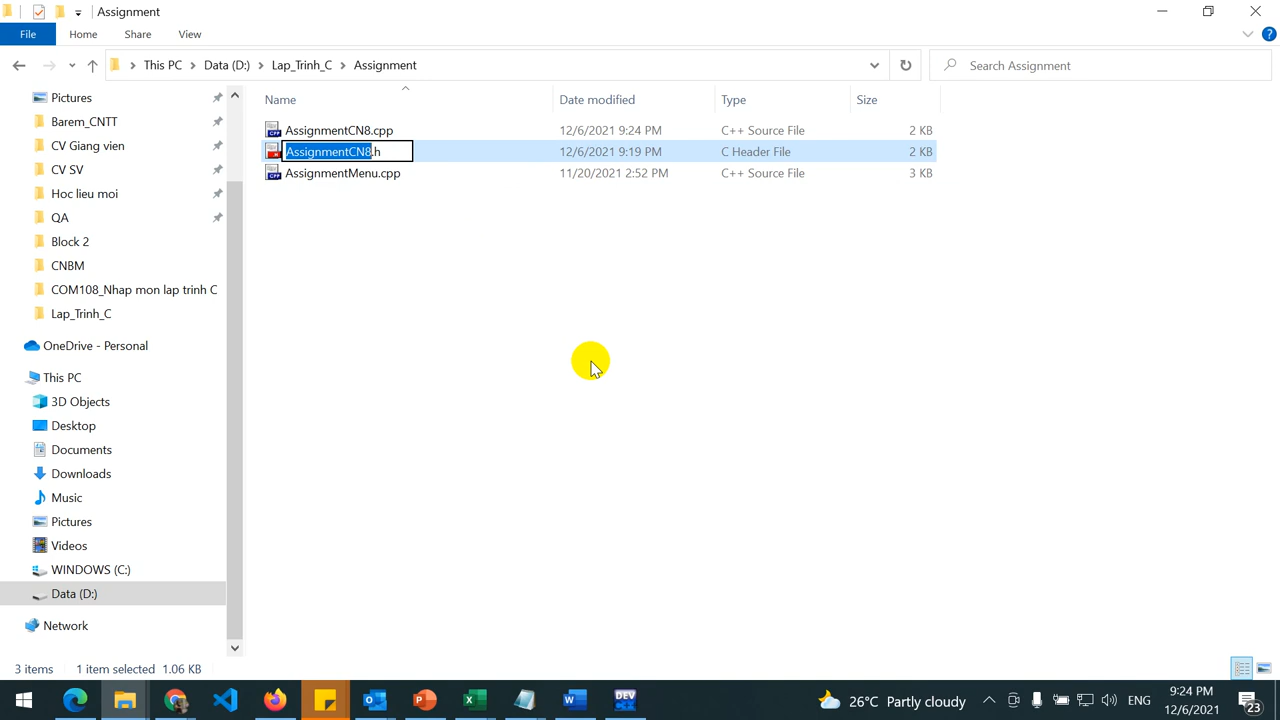 Assignment
File
Home
Share
View
This PC
Data (D:)
Lap_Trinh_C
Assignment
Search Assignment
Name
Date modified
Type
Size
AssignmentCN8.cpp
12/6/2021 9:24 PM
C++ Source File
2 KB
AssignmentCN8.h
12/6/2021 9:19 PM
C Header File
2 KB
AssignmentMenu.cpp
11/20/2021 2:52 PM
C++ Source File
3 KB
Pictures
Barem_CNTT
CV Giang vien
CV SV
Hoc lieu moi
QA
Block 2
CNBM
COM108_Nhap mon lap trinh C
Lap_Trinh_C
OneDrive - Personal
This PC
3D Objects
Desktop
Documents
Downloads
Music
Pictures
Videos
WINDOWS (C:)
Data (D:)
Network
3 items
1 item selected 1.06 KB
DEV
26°C Partly cloudy
ENG
9:24 PM
12/6/2021
23